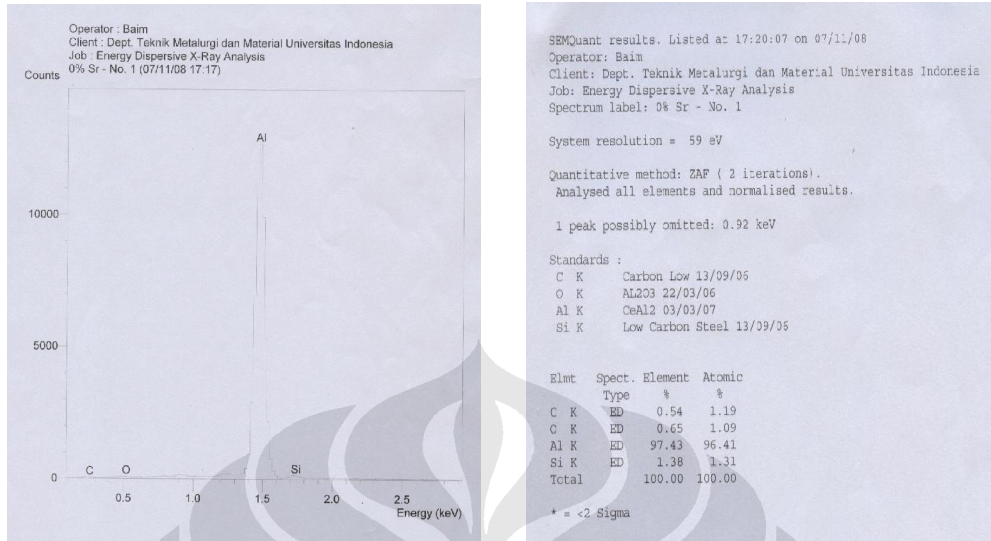 Operator : Baim
Client : Dept. Teknik Metalurgi dan Material Universitas Indonesia
Job : Energy Dispersive X-Ray Analysis
0% Sr - No. 1 (07/11/08 17:17)
Counts
Al
10000
5000
0
C O Si
0.5 1.0 1.5 2.0 2.5
Energy (keV)
SEMQuant results. Listed at 17:20:07 on 07/11/08
Operator: Baim
Client: Dept. Teknik Metalurgi dan Material Universitas Indonesia
Job: Energy Dispersive X-Ray Analysis
Spectrum label: 0% Sr - No. 1
System resolution = 59 eV
Quantitative method: ZAF ( 2 iterations).
Analysed all elements and normalised results.
1 peak possibly omitted: 0.92 keV
Standards :
C K Carbon Low 13/09/06
O K AL2O3 22/03/06
Al K CeAl2 03/03/07
Si K Low Carbon Steel 13/09/06
Elmt Spect. Element Atomic
Type % %
C K ED 0.54 1.19
O K ED 0.65 1.09
Al K ED 97.43 96.41
Si K ED 1.38 1.31
Total 100.00 100.00
* = <2 Sigma